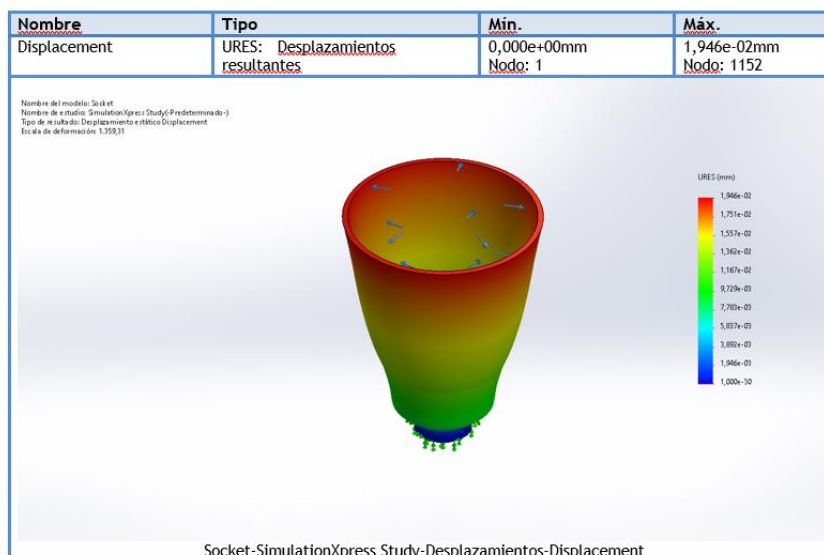 Nombre Tipo Mín. Máx.
Displacement URES: Desplazamientos resultantes 0,000e+00mm Nodo: 1 1,946e-02mm Nodo: 1152
Nombre del modelo: Socket
Nombre de estudio: SimulationXpress Study(-Predeterminado-)
Tipo de resultado: Desplazamiento estático Displacement
Escala de deformación: 1.359,31
URES (mm)
1,946e-02
1,751e-02
1,557e-02
1,362e-02
1,167e-02
9,729e-03
7,783e-03
5,837e-03
3,892e-03
1,946e-03
1,000e-30
Socket-SimulationXpress Study-Desplazamientos-Displacement